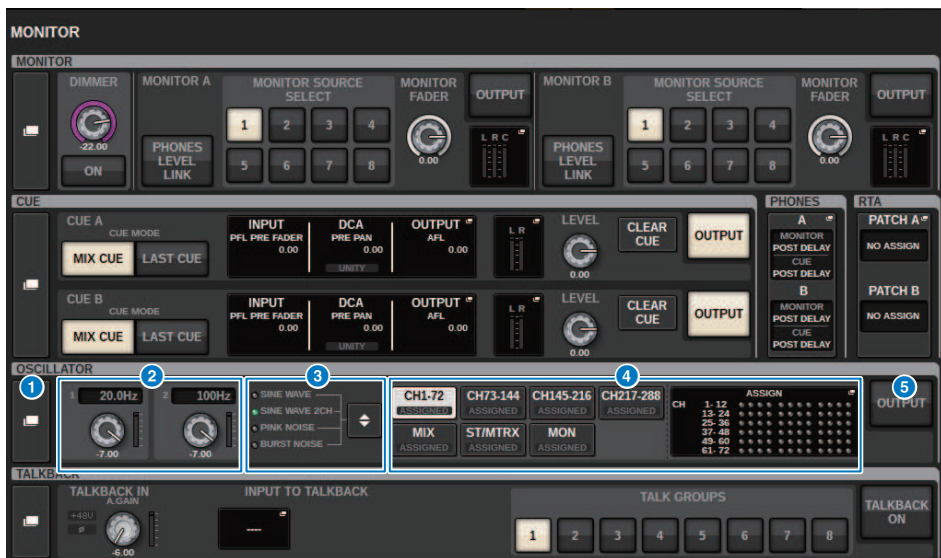 MONITOR
MONITOR
DIMMER
-22.00
ON
MONITOR A
PHONES LEVEL LINK
MONITOR SOURCE SELECT
1 2 3 4
5 6 7 8
MONITOR FADER
0.00
OUTPUT
L R C
MONITOR B
PHONES LEVEL LINK
MONITOR SOURCE SELECT
1 2 3 4
5 6 7 8
MONITOR FADER
0.00
OUTPUT
L R C
CUE
CUE A
CUE MODE
MIX CUE LAST CUE
INPUT
PFL PRE FADER
0.00
DCA
PRE PAN
0.00
UNITY
OUTPUT
AFL
0.00
L R
LEVEL
0.00
CLEAR CUE
OUTPUT
CUE B
CUE MODE
MIX CUE LAST CUE
INPUT
PFL PRE FADER
0.00
DCA
PRE PAN
0.00
UNITY
OUTPUT
AFL
0.00
L R
LEVEL
0.00
CLEAR CUE
OUTPUT
PHONES
A
MONITOR
POST DELAY
CUE
POST DELAY
B
MONITOR
POST DELAY
CUE
POST DELAY
RTA
PATCH A
NO ASSIGN
PATCH B
NO ASSIGN
OSCILLATOR
1
2
1 20.0Hz
-7.00
2 100Hz
-7.00
3
SINE WAVE
SINE WAVE 2CH
PINK NOISE
BURST NOISE
4
CH1-72
ASSIGNED
CH73-144
ASSIGNED
CH145-216
ASSIGNED
CH217-288
ASSIGNED
MIX
ASSIGNED
ST/MTRX
ASSIGNED
MON
ASSIGNED
ASSIGN
CH 1- 12
13- 24
25- 36
37- 48
49- 60
61- 72
5
OUTPUT
TALKBACK
TALKBACK IN
A.GAIN
+48V
ø
-6.00
INPUT TO TALKBACK
----
TALK GROUPS
1 2 3 4 5 6 7 8
TALKBACK ON